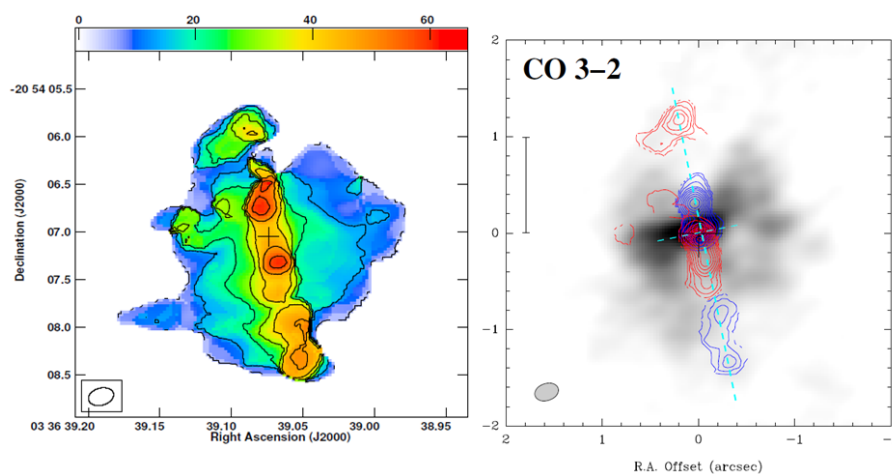 0 20 40 60
-20 54 05.5
06.0
06.5
07.0
07.5
08.0
08.5
Declination (J2000)
03 36 39.20 39.15 39.10 39.05 39.00 38.95
Right Ascension (J2000)
CO 3–2
2
1
0
-1
-2
2 1 0 -1
R.A. Offset (arcsec)